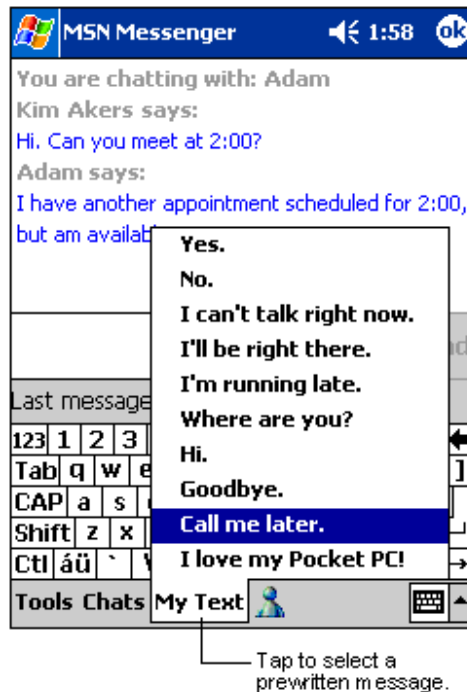 MSN Messenger 1:58 ok
You are chatting with: Adam
Kim Akers says:
Hi. Can you meet at 2:00?
Adam says:
I have another appointment scheduled for 2:00,
but am
Yes.
No.
I can't talk right now.
I'll be right there.
I'm running late.
Where are you?
Hi.
Goodbye.
Call me later.
I love my Pocket PC!
Last message
123 1 2 3
Tab q w e ]
CAP a s
Shift z x
Ctl áü `
Tools Chats My Text
Tap to select a
prewritten message.